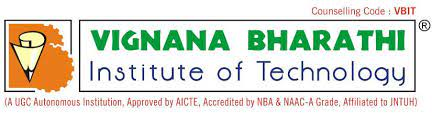 Counselling Code : VBIT
VIGNANA BHARATHI ®
Institute of Technology
(A UGC Autonomous Institution, Approved by AICTE, Accredited by NBA & NAAC-A Grade, Affiliated to JNTUH)